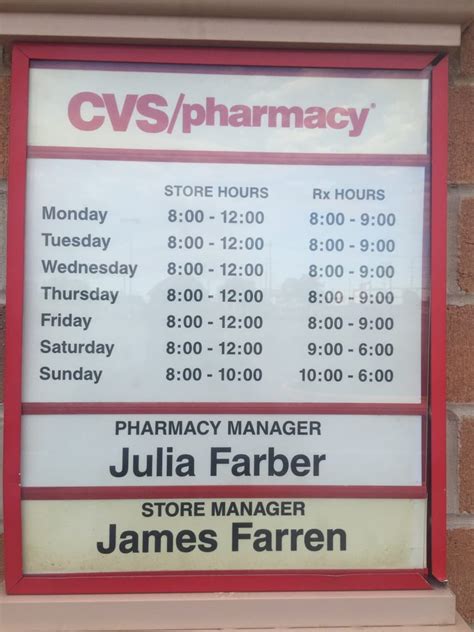 CVS/pharmacy®
STORE HOURS Rx HOURS
Monday 8:00 - 12:00 8:00 - 9:00
Tuesday 8:00 - 12:00 8:00 - 9:00
Wednesday 8:00 - 12:00 8:00 - 9:00
Thursday 8:00 - 12:00 8:00 - 9:00
Friday 8:00 - 12:00 8:00 - 9:00
Saturday 8:00 - 12:00 9:00 - 6:00
Sunday 8:00 - 10:00 10:00 - 6:00
PHARMACY MANAGER
Julia Farber
STORE MANAGER
James Farren